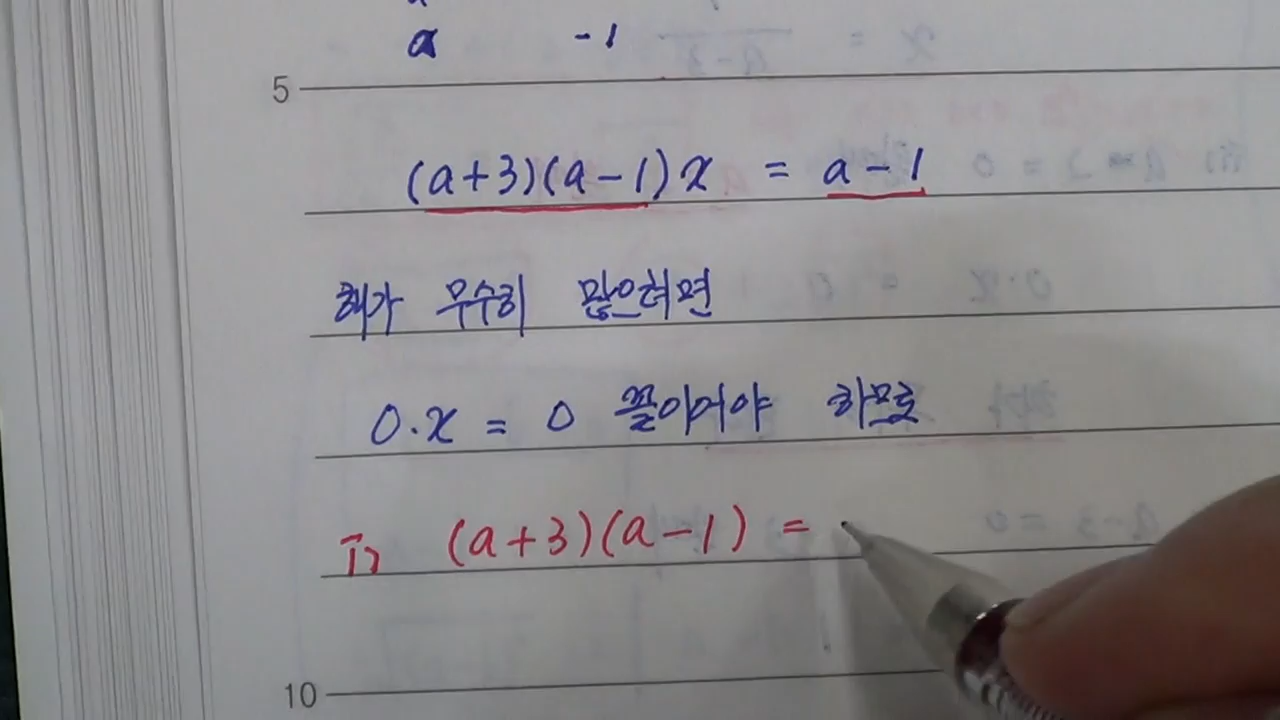 a -1
5
(a+3)(a-1)x = a-1
해가 무수히 많으려면
0·x = 0 꼴이어야 하므로
i) (a+3)(a-1) =
10